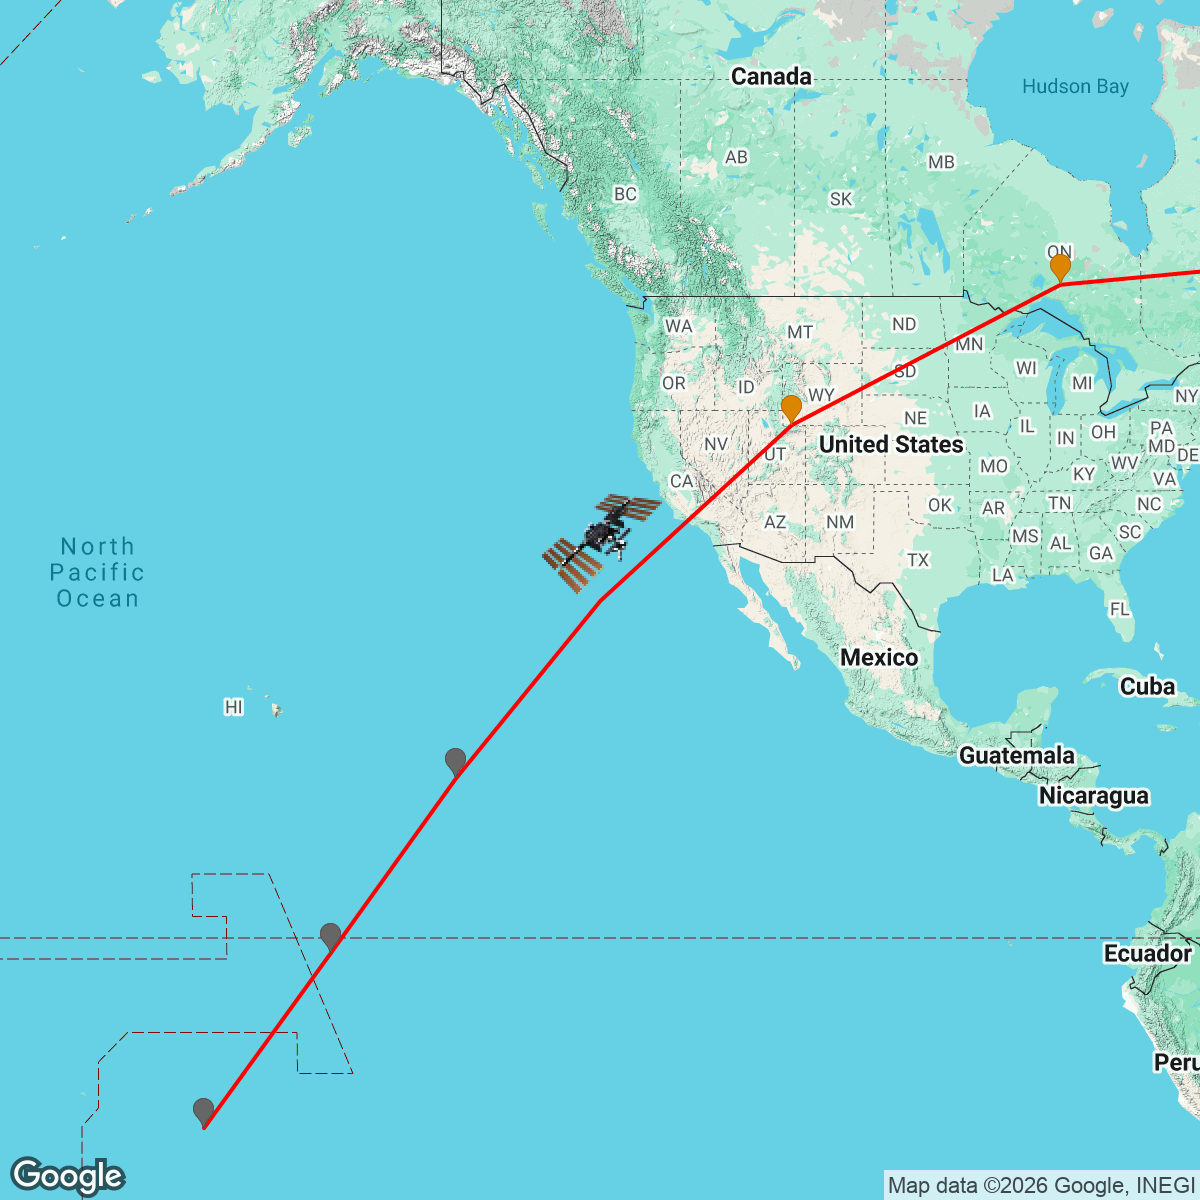 Canada
Hudson Bay
AB
MB
BC
SK
ON
WA
MT
ND
MN
OR
ID
WY
SD
WI
MI
NY
NE
IA
NV
UT
United States
IL
IN
OH
PA
MD
DE
CA
MO
KY
WV
VA
AZ
NM
OK
AR
TN
NC
MS
AL
SC
GA
TX
LA
FL
North
Pacific
Ocean
HI
Mexico
Cuba
Guatemala
Nicaragua
Ecuador
Peru
Google
Map data ©2026 Google, INEGI